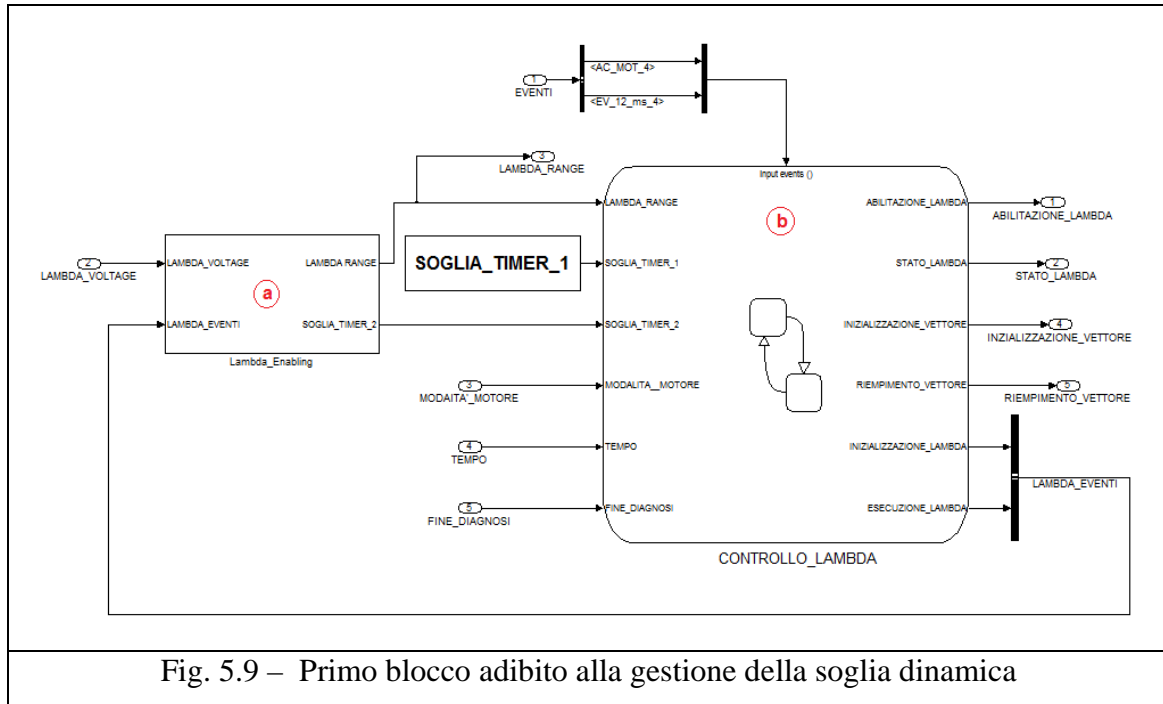 <AC_MOT_4>
1
EVENTI
<EV_12_ms_4>
3
LAMBDA_RANGE
Input events ()
LAMBDA_RANGE
b
ABILITAZIONE_LAMBDA
1
ABILITAZIONE_LAMBDA
2
LAMBDA_VOLTAGE
LAMBDA_VOLTAGE
LAMBDA RANGE
a
SOGLIA_TIMER_1
SOGLIA_TIMER_1
STATO_LAMBDA
2
STATO_LAMBDA
LAMBDA_EVENTI
SOGLIA_TIMER_2
Lambda_Enabling
SOGLIA_TIMER_2
INIZIALIZZAZIONE_VETTORE
4
INZIALIZZAZIONE_VETTORE
3
MODAITA'_MOTORE
MODALITA__MOTORE
RIEMPIMENTO_VETTORE
5
RIEMPIMENTO_VETTORE
4
TEMPO
TEMPO
INIZIALIZZAZIONE_LAMBDA
LAMBDA_EVENTI
5
FINE_DIAGNOSI
FINE_DIAGNOSI
ESECUZIONE_LAMBDA
CONTROLLO_LAMBDA
Fig. 5.9 – Primo blocco adibito alla gestione della soglia dinamica